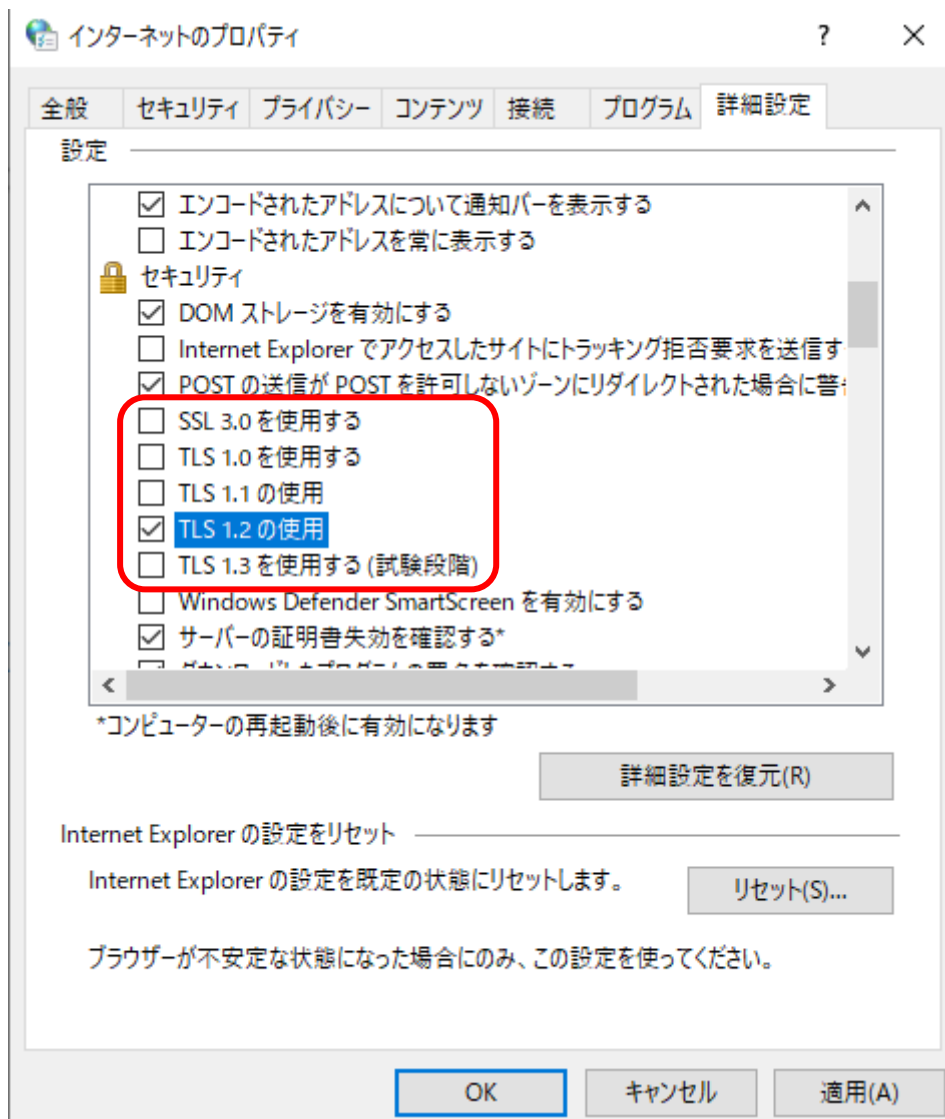 インターネットのプロパティ
?
全般 セキュリティ プライバシー コンテンツ 接続 プログラム 詳細設定
設定
エンコードされたアドレスについて通知バーを表示する
エンコードされたアドレスを常に表示する
セキュリティ
DOM ストレージを有効にする
Internet Explorer でアクセスしたサイトにトラッキング拒否要求を送信す
POST の送信が POST を許可しないゾーンにリダイレクトされた場合に警
SSL 3.0 を使用する
TLS 1.0 を使用する
TLS 1.1 の使用
TLS 1.2 の使用
TLS 1.3 を使用する (試験段階)
Windows Defender SmartScreen を有効にする
サーバーの証明書失効を確認する*
*コンピューターの再起動後に有効になります
詳細設定を復元(R)
Internet Explorer の設定をリセット
Internet Explorer の設定を既定の状態にリセットします。
リセット(S)...
ブラウザーが不安定な状態になった場合にのみ、この設定を使ってください。
OK キャンセル 適用(A)